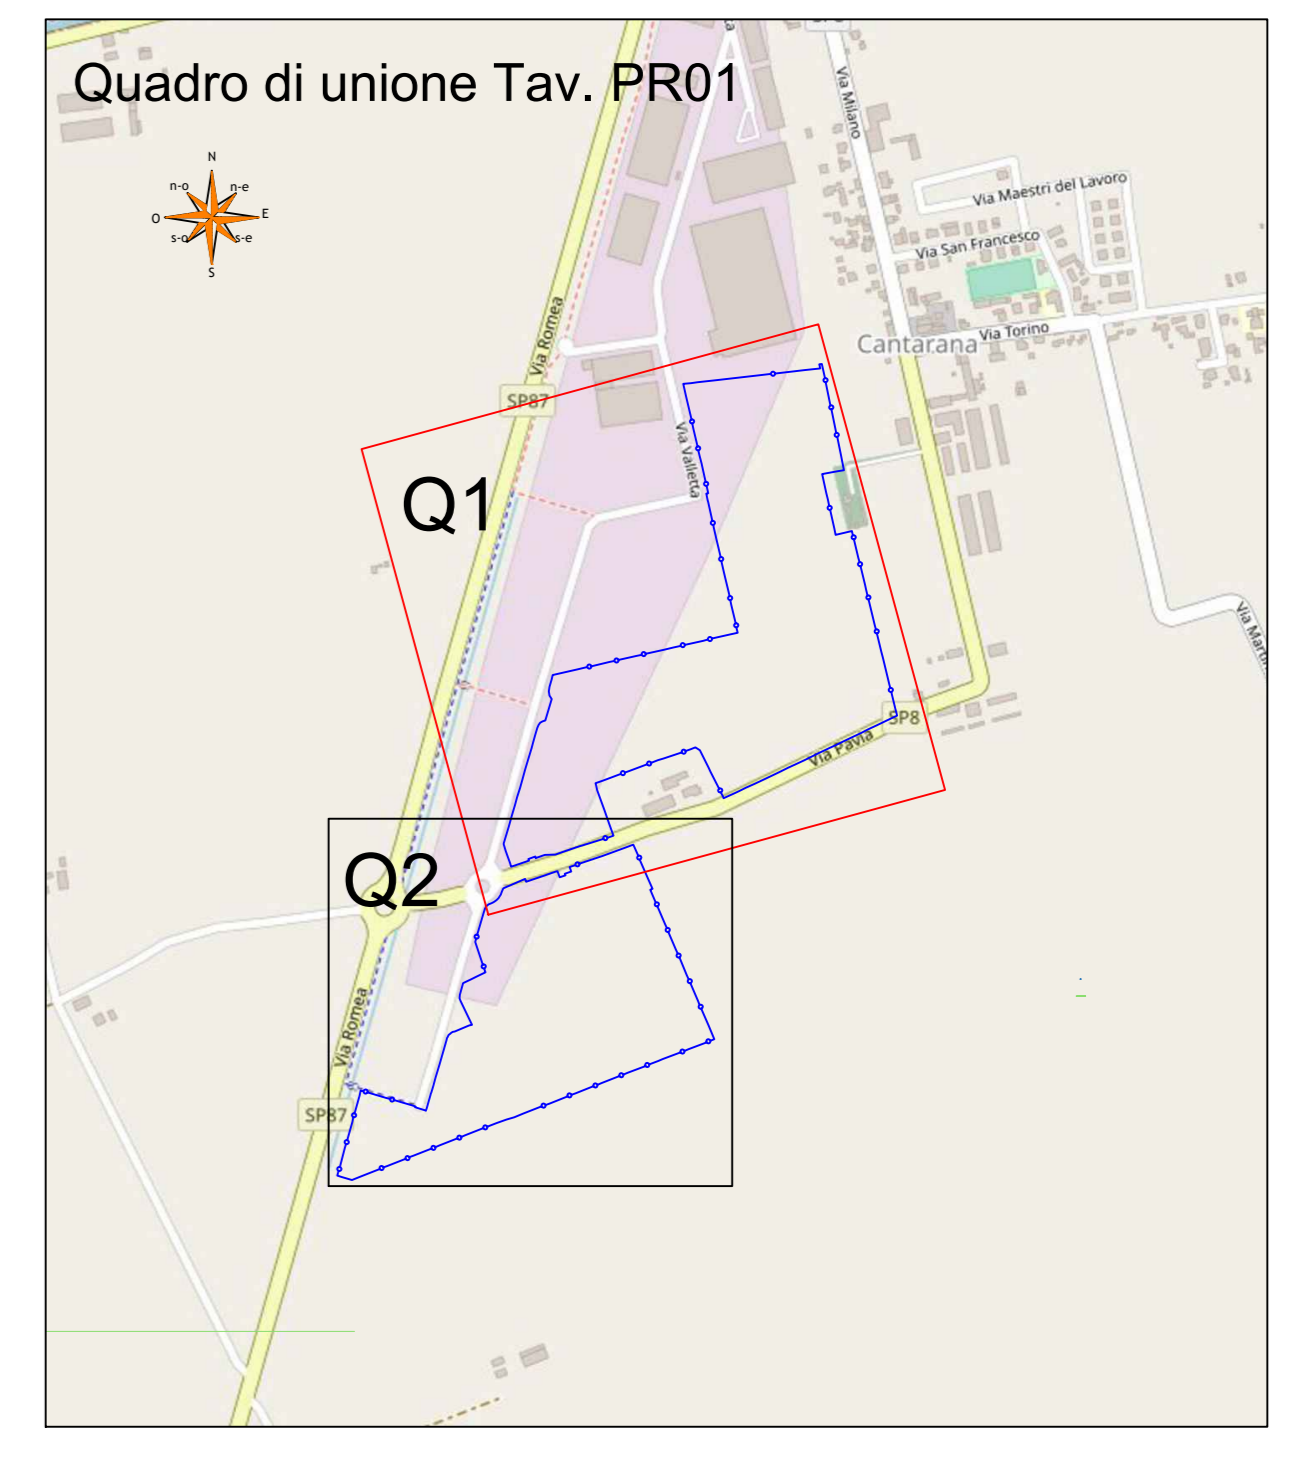 Quadro di unione Tav. PR01
N
n-o
n-e
O
E
s-o
s-e
S
Via Milano
Via Maestri del Lavoro
Via San Francesco
Via Torino
Cantarana
Via Romea
SP87
Via Valletta
Q1
SP8
Via Pavia
Q2
Via Romea
SP87